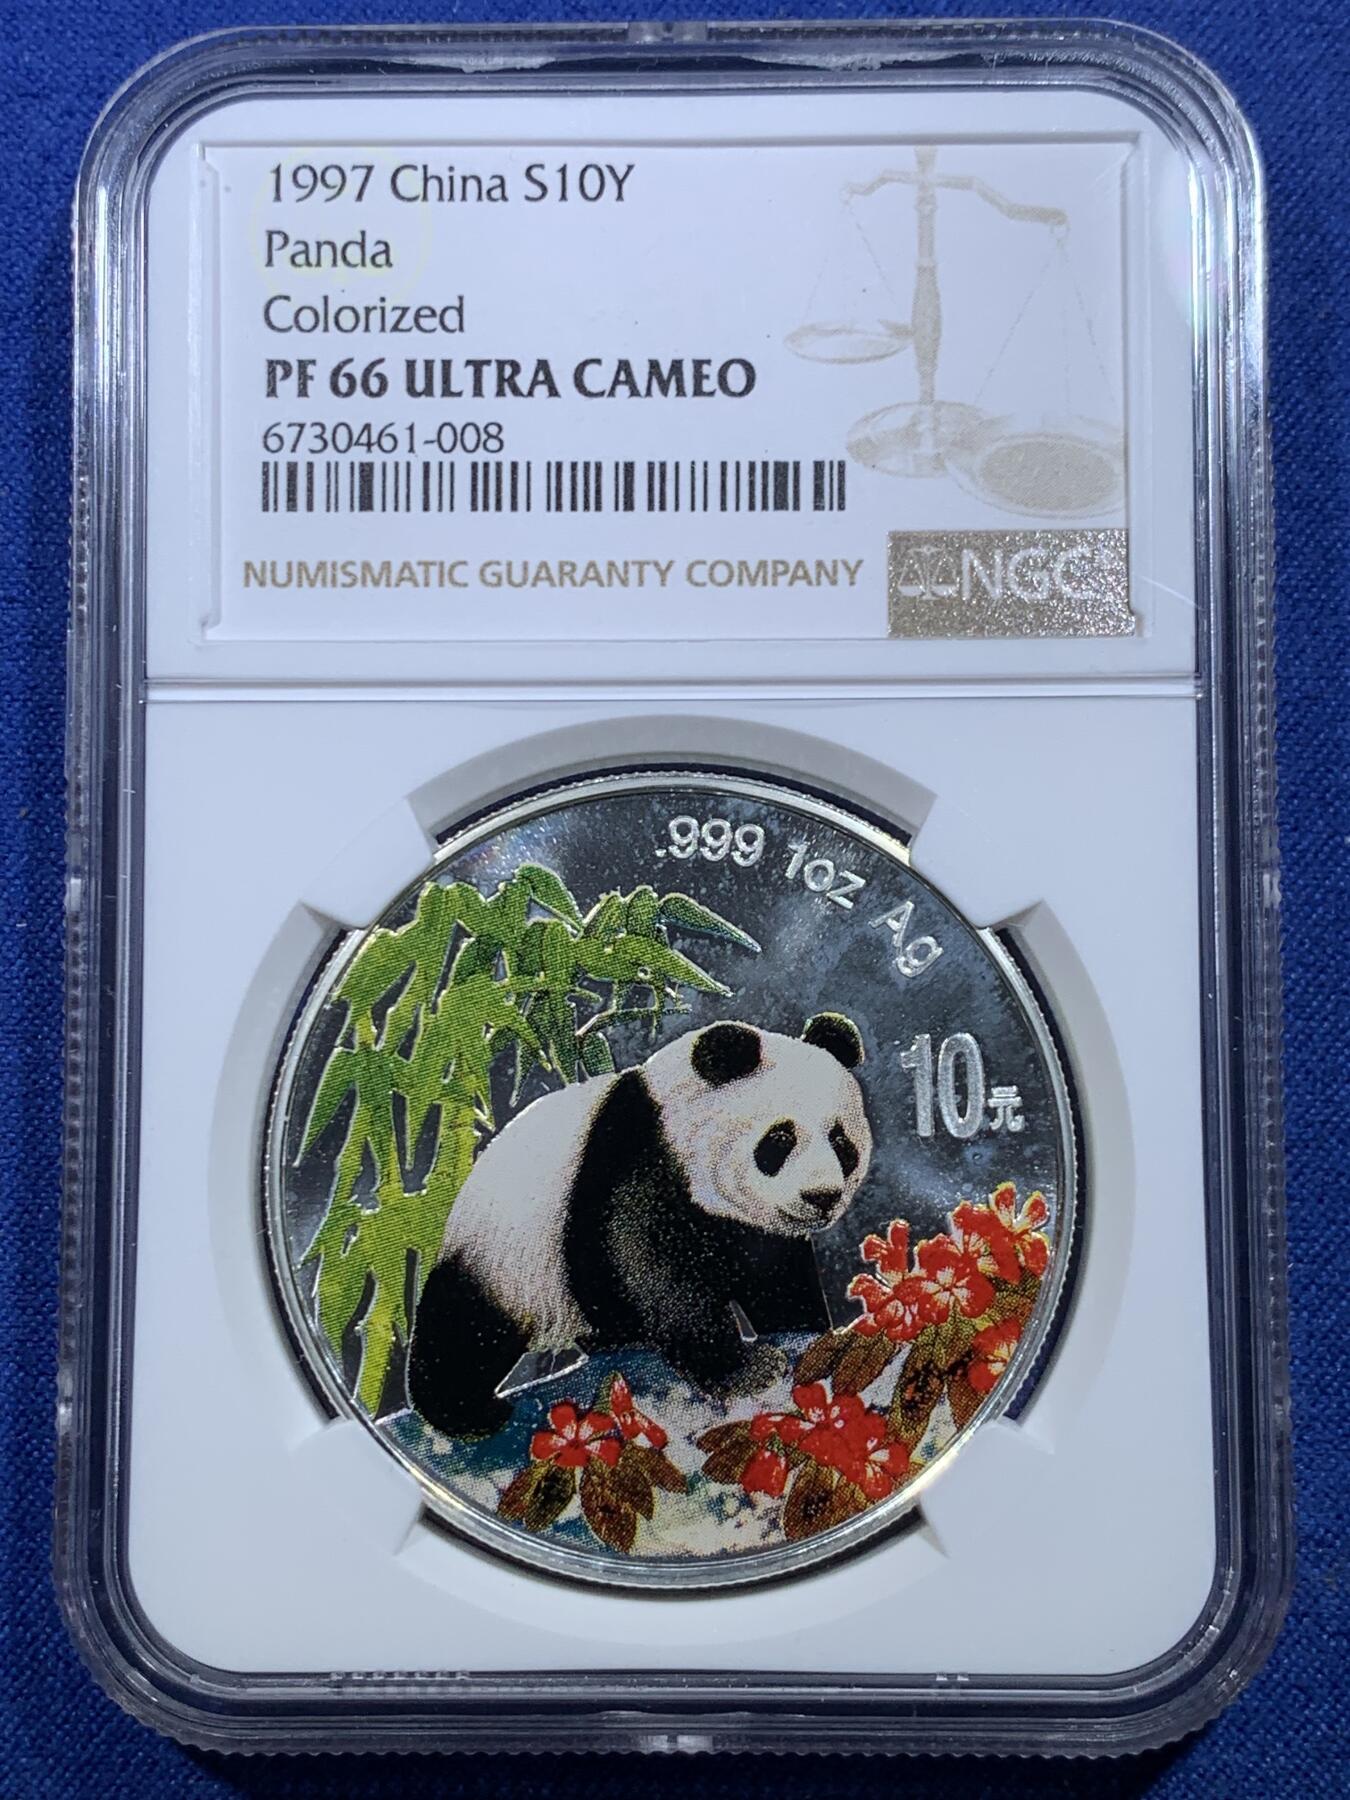 1997 China S10Y
Panda
Colorized
PF 66 ULTRA CAMEO
6730461-008
NUMISMATIC GUARANTY COMPANY
NGC
.999 1oz Ag
10元